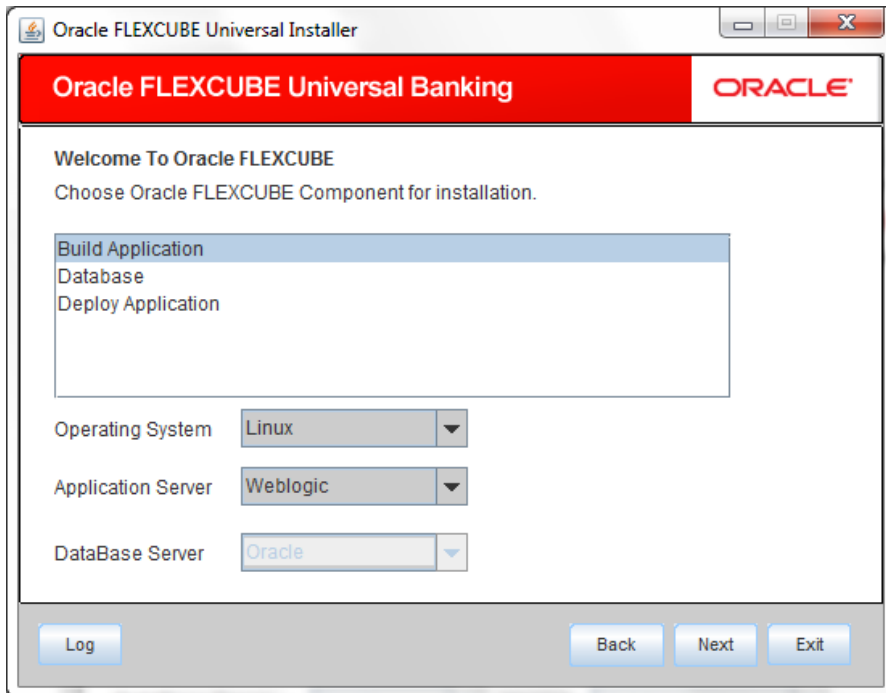 Oracle FLEXCUBE Universal Installer
Oracle FLEXCUBE Universal Banking
ORACLE
Welcome To Oracle FLEXCUBE
Choose Oracle FLEXCUBE Component for installation.
Build Application
Database
Deploy Application
Operating System Linux
Application Server Weblogic
DataBase Server Oracle
Log Back Next Exit